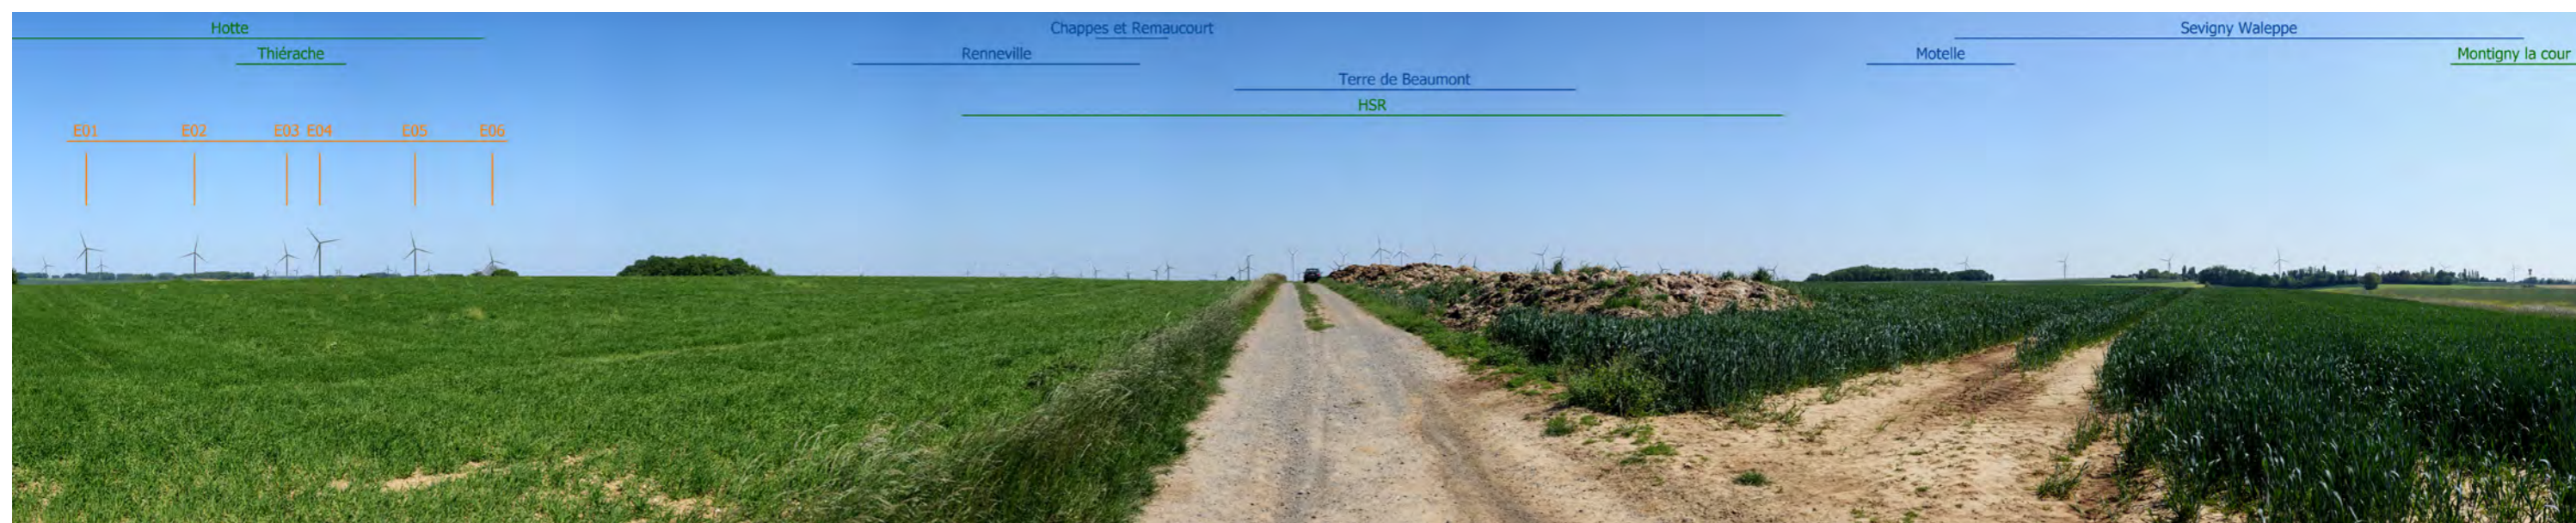 Hotte
Chappes et Remaucourt
Sevigny Waleppe
Thiérache
Renneville
Motelle
Montigny la cour
Terre de Beaumont
HSR
E01 E02 E03 E04 E05 E06